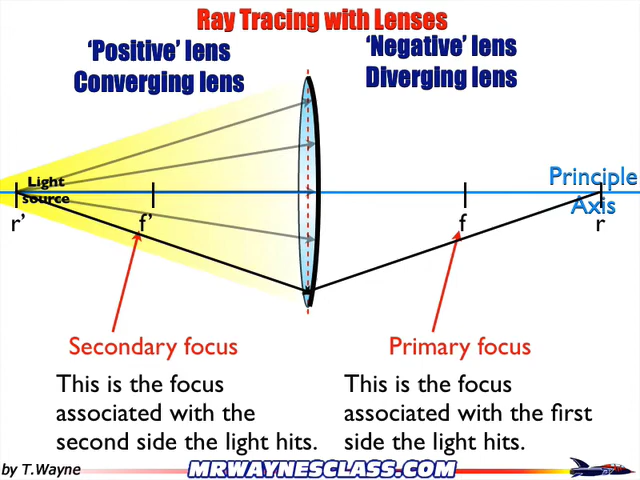 Ray Tracing with Lenses
‘Positive’ lens
Converging lens
‘Negative’ lens
Diverging lens
Light
source
Principle
Axis
r’
f’
f
r
Secondary focus
This is the focus
associated with the
second side the light hits.
Primary focus
This is the focus
associated with the first
side the light hits.
by T.Wayne
MRWAYNESCLASS.COM